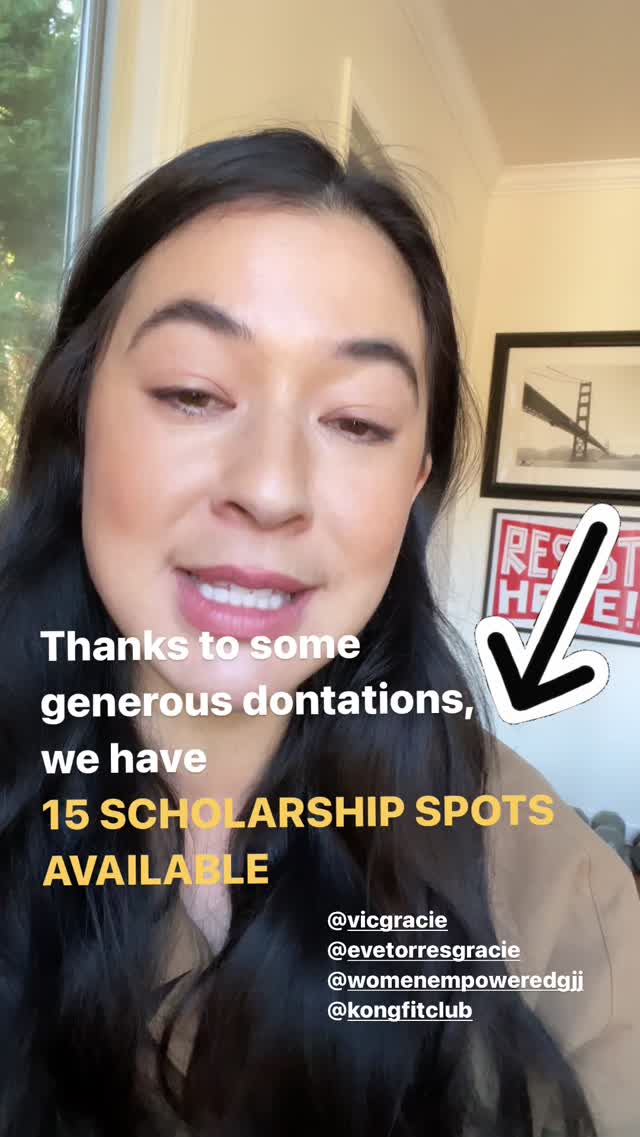 RESIST
HERE!
Thanks to some
generous dontations,
we have
15 SCHOLARSHIP SPOTS
AVAILABLE
@vicgracie
@evetorresgracie
@womenempoweredgjj
@kongfitclub